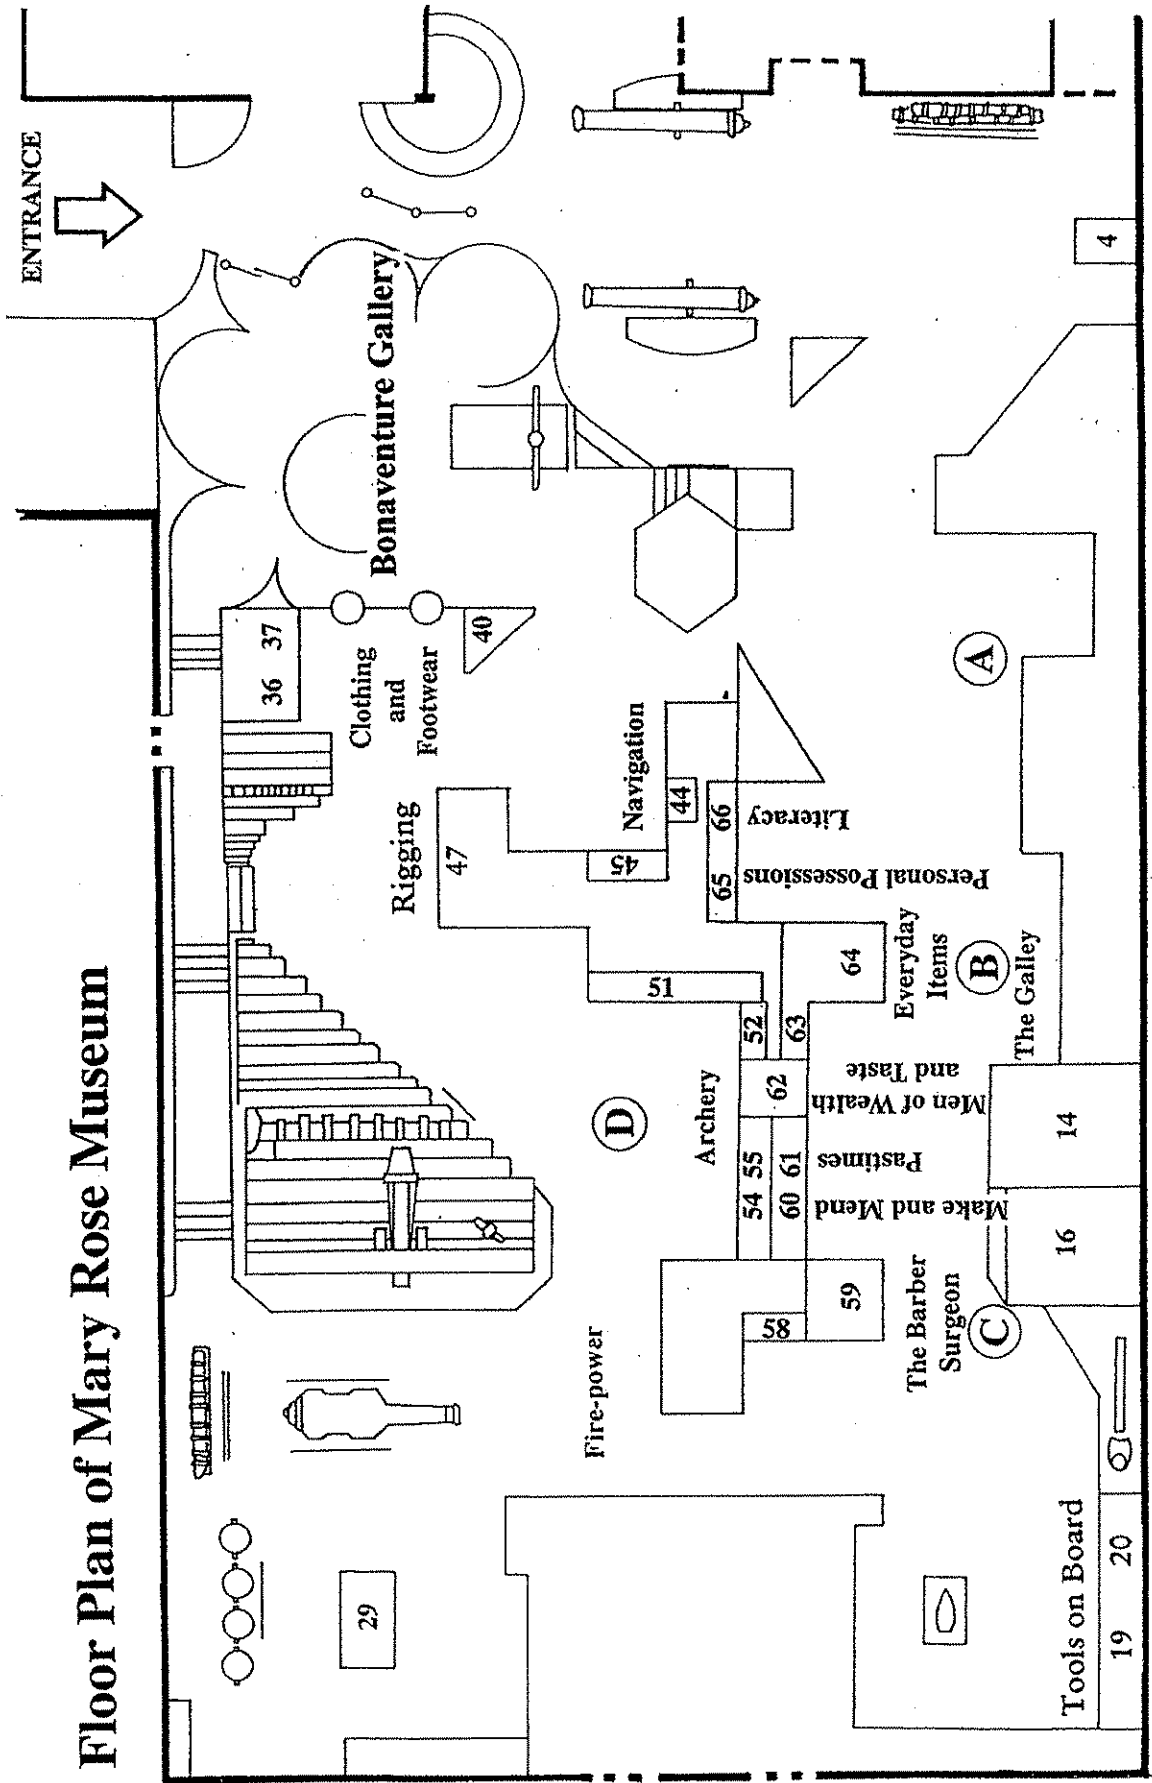 Floor Plan of Mary Rose Museum
ENTRANCE
Bonaventure Gallery
36 37
Clothing
and
Footwear
40
Rigging
47
Navigation
44
45
66
Literacy
65
Personal Possessions
51
52
63
64
Everyday
Items
B
The Galley
A
4
D
Archery
62
Men of Wealth
and Taste
54 55
60 61
Pastimes
Make and Mend
14
16
Fire-power
58
59
The Barber
Surgeon
C
29
Tools on Board
19 20